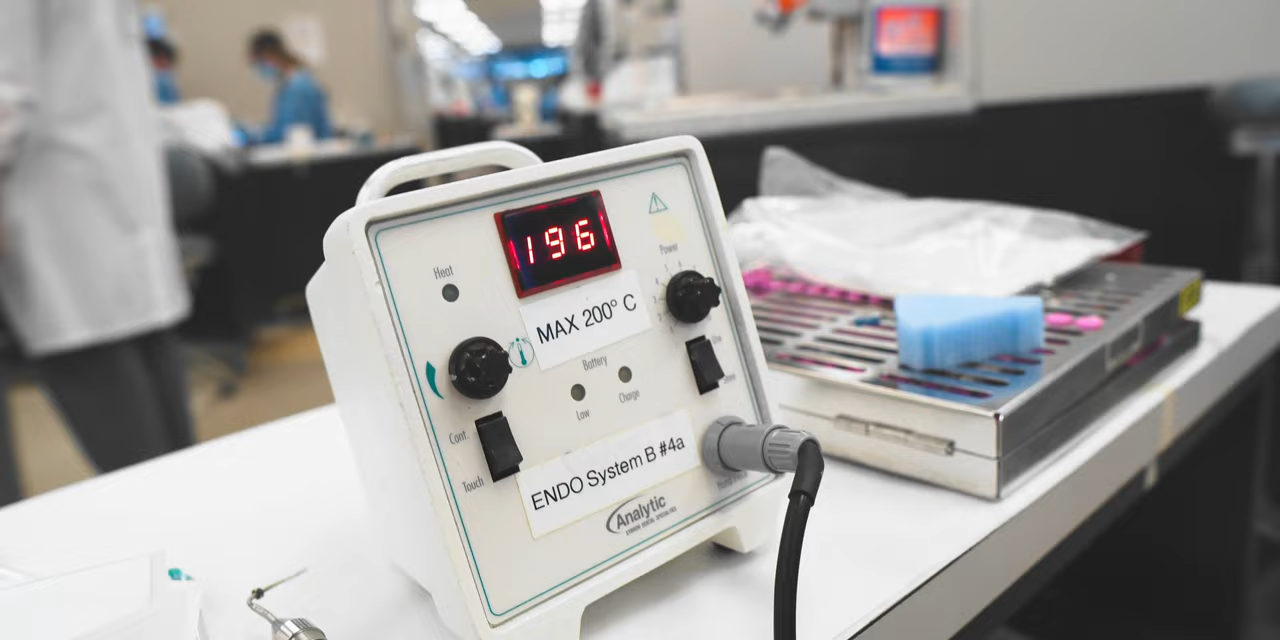 196
Power
Heat
MAX 200° C
Battery
Low
Charge
Cont.
Touch
ENDO System B #4a
Analytic